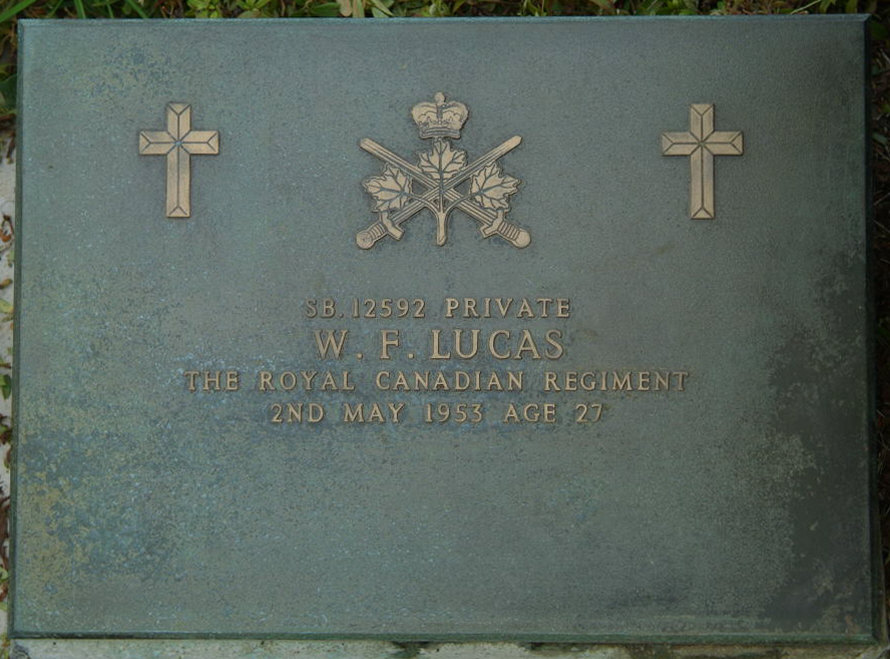 SB. 12592 PRIVATE
W. F. LUCAS
THE ROYAL CANADIAN REGIMENT
2ND MAY 1953 AGE 27